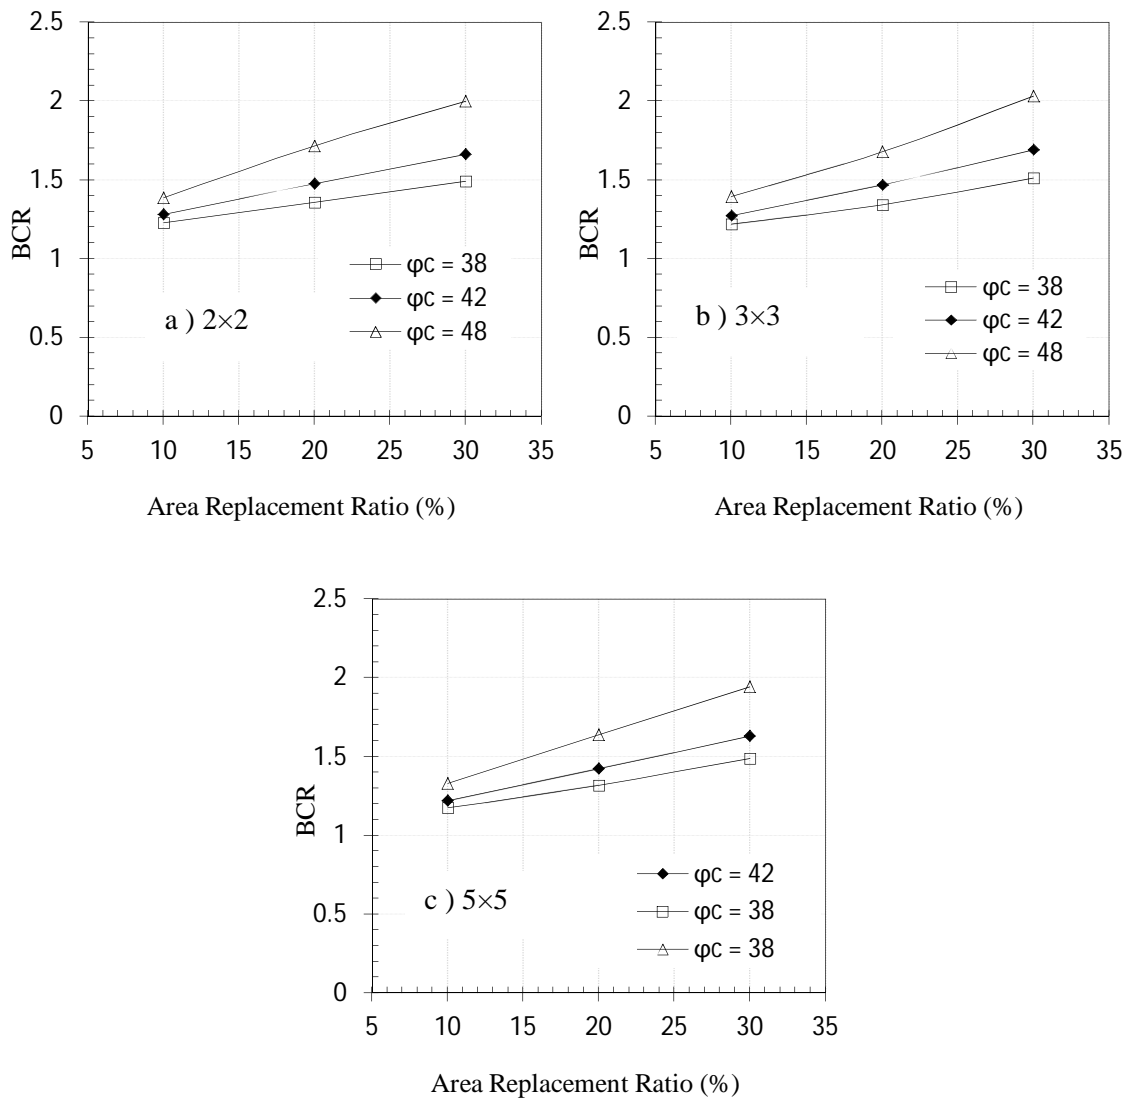 2.5
2
1.5
1
0.5
0
BCR
φc = 38
φc = 42
φc = 48
a ) 2×2
5 10 15 20 25 30 35
Area Replacement Ratio (%)
2.5
2
1.5
1
0.5
0
BCR
φc = 38
φc = 42
φc = 48
b ) 3×3
5 10 15 20 25 30 35
Area Replacement Ratio (%)
2.5
2
1.5
1
0.5
0
BCR
φc = 42
φc = 38
φc = 38
c ) 5×5
5 10 15 20 25 30 35
Area Replacement Ratio (%)